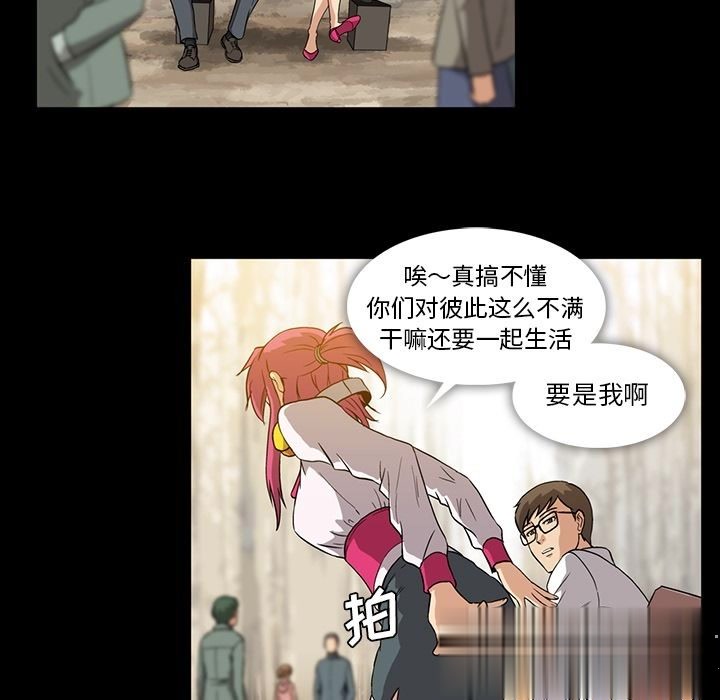 唉～真搞不懂
你们对彼此这么不满
干嘛还要一起生活
要是我啊
拍